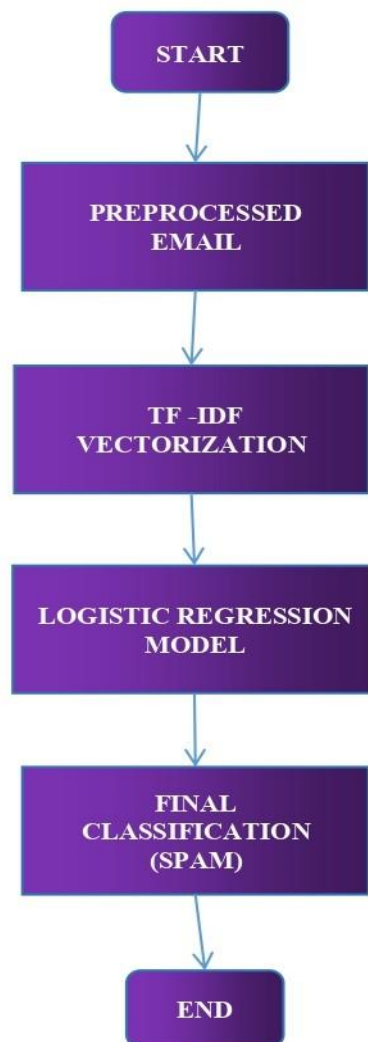 START
PREPROCESSED
EMAIL
TF -IDF
VECTORIZATION
LOGISTIC REGRESSION
MODEL
FINAL
CLASSIFICATION
(SPAM)
END